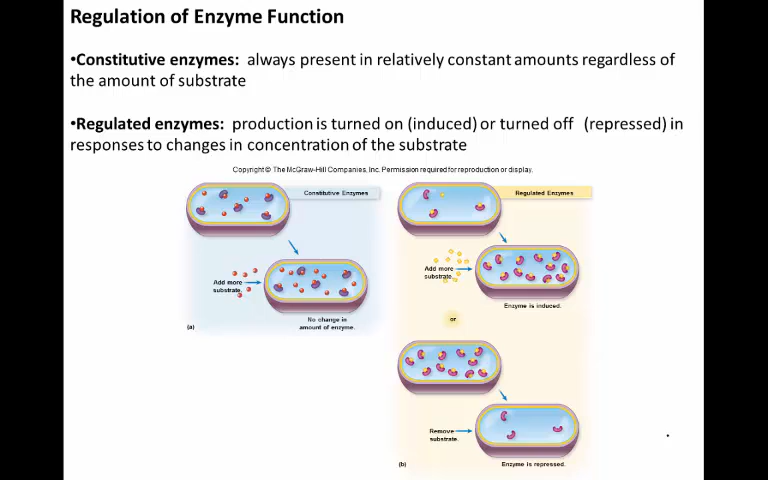 Regulation of Enzyme Function
•Constitutive enzymes: always present in relatively constant amounts regardless of
the amount of substrate
•Regulated enzymes: production is turned on (induced) or turned off (repressed) in
responses to changes in concentration of the substrate
Copyright © The McGraw-Hill Companies, Inc. Permission required for reproduction or display.
Constitutive Enzymes
Add more
substrate.
No change in
amount of enzyme.
(a)
Regulated Enzymes
Add more
substrate.
Enzyme is induced.
or
Remove
substrate.
Enzyme is repressed.
(b)